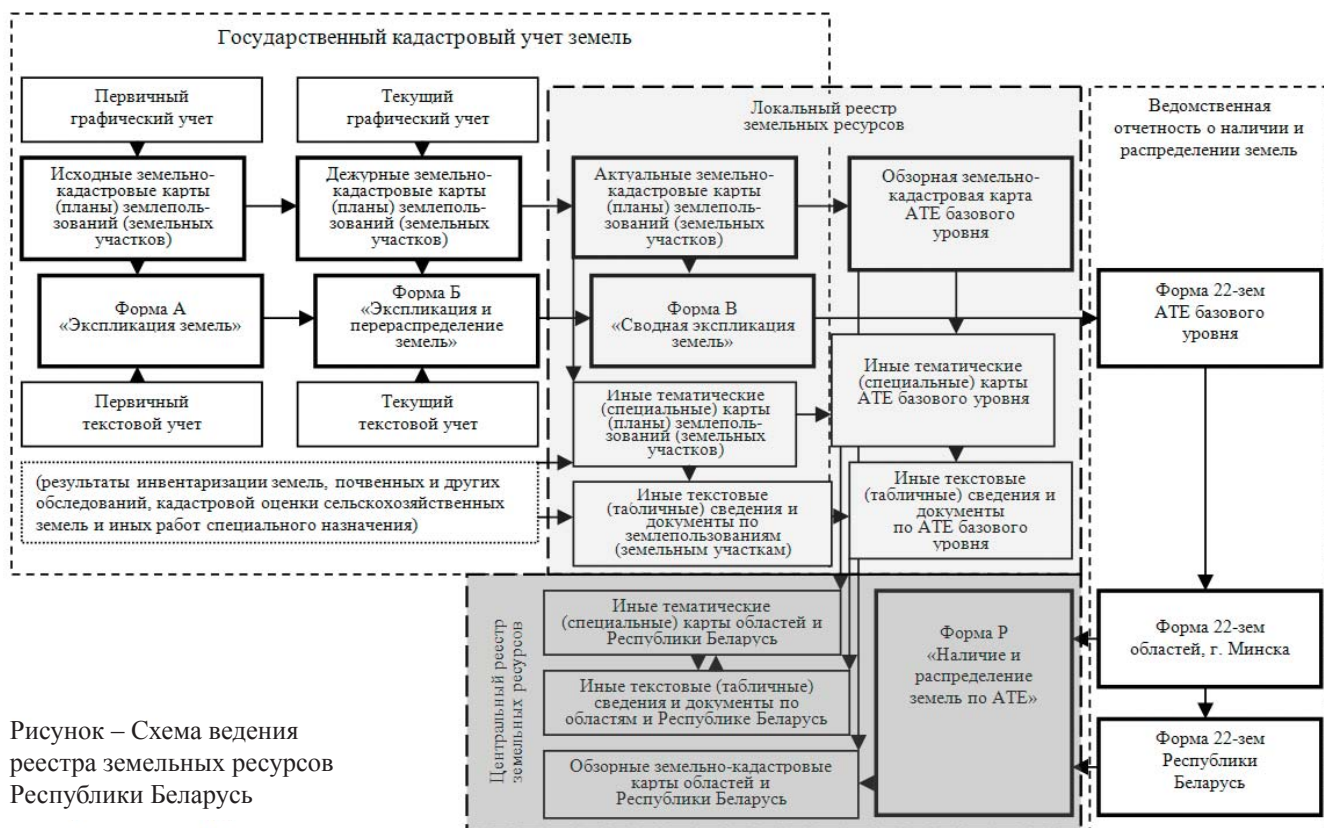 Государственный кадастровый учет земель
Первичный
графический учет
Текущий
графический учет
Исходные земельно-
кадастровые карты
(планы) землеполь-
зований (земельных
участков)
Дежурные земельно-
кадастровые карты
(планы) землеполь-
зований (земельных
участков)
Форма А
«Экспликация земель»
Форма Б
«Экспликация и
перераспределение
земель»
Первичный
текстовой учет
Текущий
текстовой учет
(результаты инвентаризации земель, почвенных и других
обследований, кадастровой оценки сельскохозяйственных
земель и иных работ специального назначения)
Локальный реестр
земельных ресурсов
Актуальные земельно-
кадастровые карты
(планы) землеполь-
зований (земельных
участков)
Обзорная земельно-
кадастровая карта
АТЕ базового
уровня
Форма В
«Сводная экспликация
земель»
Иные тематические
(специальные) карты
АТЕ базового уровня
Иные тематические
(специальные) карты
(планы) землеполь-
зований (земельных
участков)
Иные текстовые
(табличные) сведения и
документы по
землепользованиям
(земельным участкам)
Иные текстовые
(табличные) сведения и
документы
по АТЕ базового
уровня
Ведомственная
отчетность о наличии и
распределении земель
Форма 22-зем
АТЕ базового
уровня
Форма 22-зем
областей, г. Минска
Форма 22-зем
Республики
Беларусь
Центральный реестр
земельных ресурсов
Иные тематические
(специальные) карты областей и
Республики Беларусь
Иные текстовые (табличные)
сведения и документы по
областям и Республике Беларусь
Обзорные земельно-кадастровые
карты областей и
Республики Беларусь
Форма Р
«Наличие и
распределение
земель по АТЕ»
Рисунок – Схема ведения
реестра земельных ресурсов
Республики Беларусь